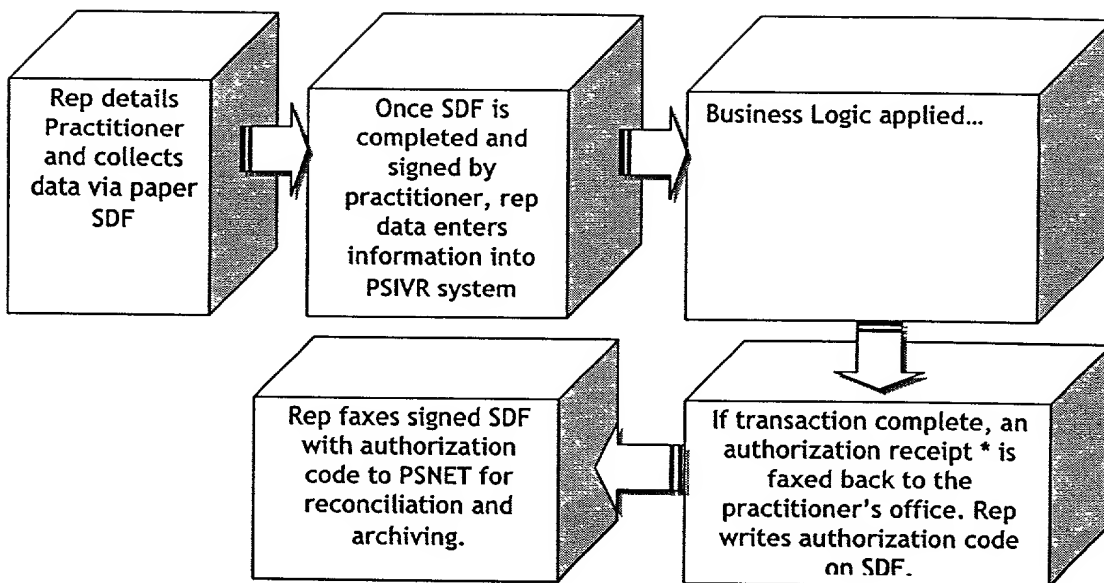 Rep details
Practitioner
and collects
data via paper
SDF
Once SDF is
completed and
signed by
practitioner, rep
data enters
information into
PSIVR system
Business Logic applied...
If transaction complete, an
authorization receipt * is
faxed back to the
practitioner's office. Rep
writes authorization code
on SDF.
Rep faxes signed SDF
with authorization
code to PSNET for
reconciliation and
archiving.